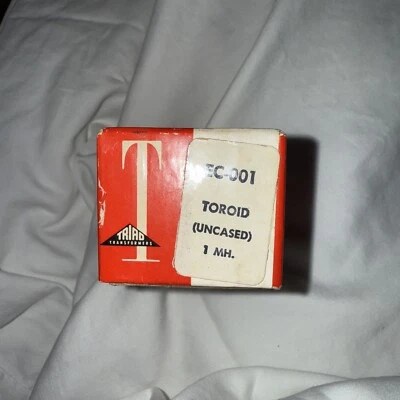 T
TRIAD
TRANSFORMERS
EC-001
TOROID
(UNCASED)
1 MH.